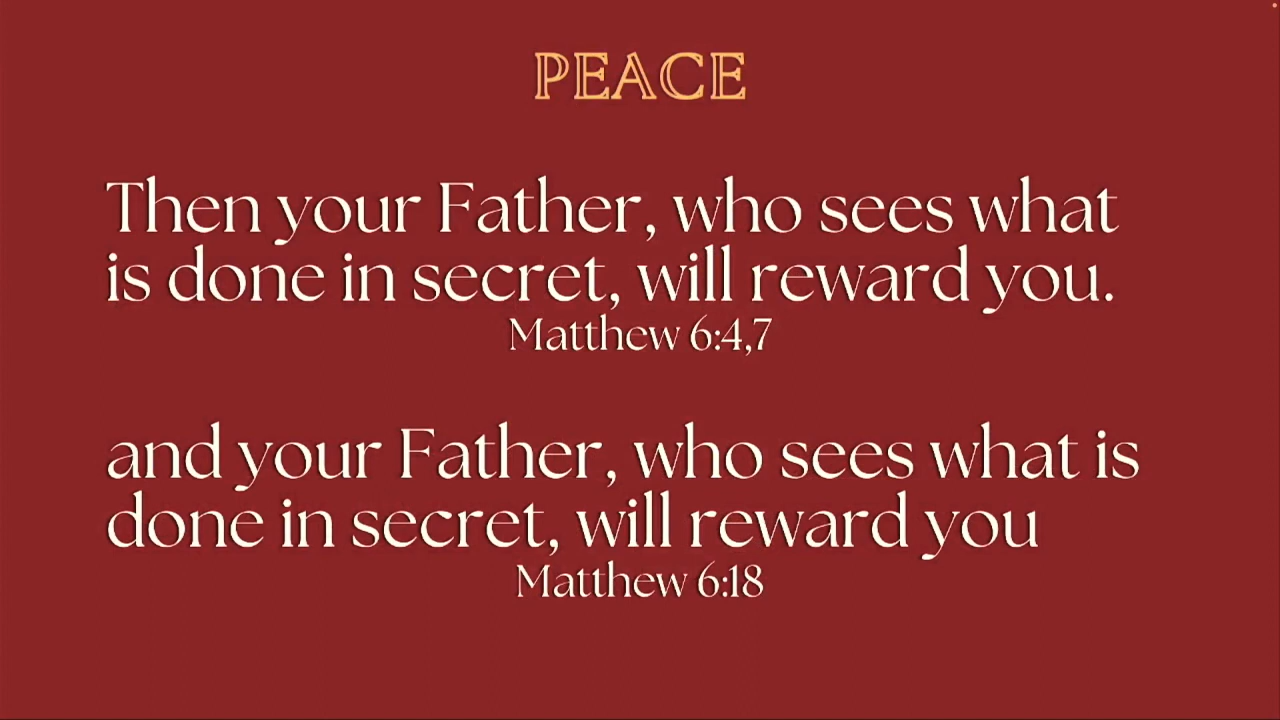 PEACE
Then your Father, who sees what
is done in secret, will reward you.
Matthew 6:4,7
and your Father, who sees what is
done in secret, will reward you
Matthew 6:18